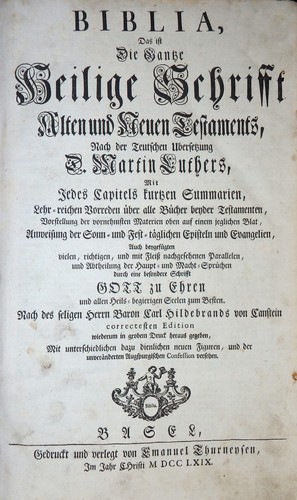 BIBLIA,
Das ist
Die Gantze
Heilige Schrifft
Alten und Neuen Testaments,
Nach der Teutschen Ubersetzung
D. Martin Luthers,
Mit
Jedes Capitels kurtzen Summarien,
Lehr-reichen Vorreden über alle Bücher beyder Testamenten,
Vorstellung der vornehmsten Materien oben auf einem jeglichen Blat,
Anweisung der Sonn- und Fest-täglichen Episteln und Evangelien,
Auch beygefügten
vielen, richtigen, und mit Fleiß nachgesehenen Parallelen,
und Abtheilung der Haupt- und Macht-Sprüchen
durch eine besondere Schrifft
GOTT zu Ehren
und allen Heils-begierigen Seelen zum Besten.
Nach des seligen Herrn Baron Carl Hildebrands von Canstein
correctesten Edition
wiederum in grobem Druck heraus gegeben,
Mit unterschiedlichen dazu dienlichen neuen Figuren, und der
unveränderten Augspurgischen Confession versehen.
BASEL,
Gedruckt und verlegt von Emanuel Thurneysen,
Im Jahr CHristi M DCC LXIX.